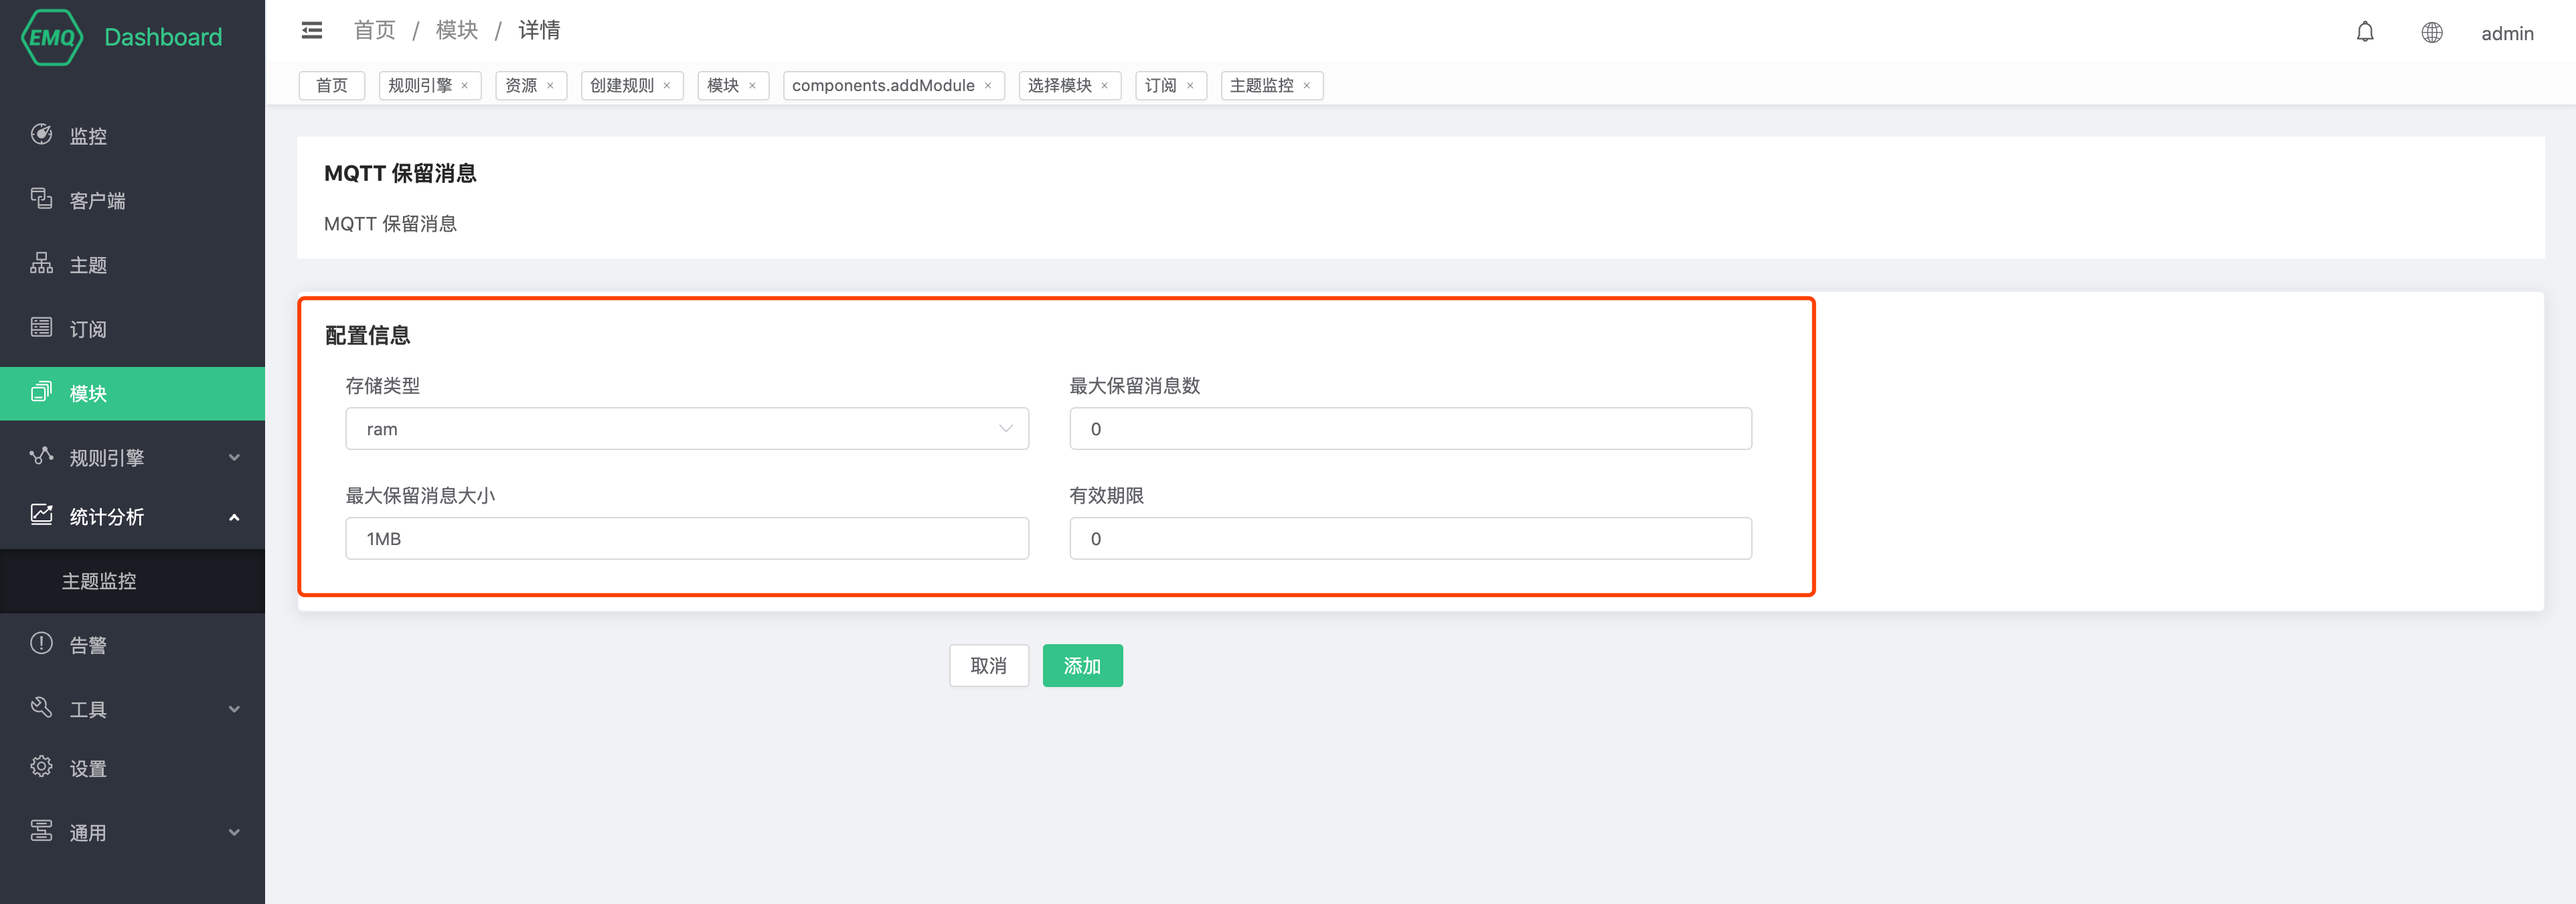 EMQ Dashboard
监控
客户端
主题
订阅
模块
规则引擎
统计分析
主题监控
告警
工具
设置
通用
首页 / 模块 / 详情
admin
首页 规则引擎 × 资源 × 创建规则 × 模块 × components.addModule × 选择模块 × 订阅 × 主题监控 ×
MQTT 保留消息
MQTT 保留消息
配置信息
存储类型 最大保留消息数
ram 0
最大保留消息大小 有效期限
1MB 0
取消 添加